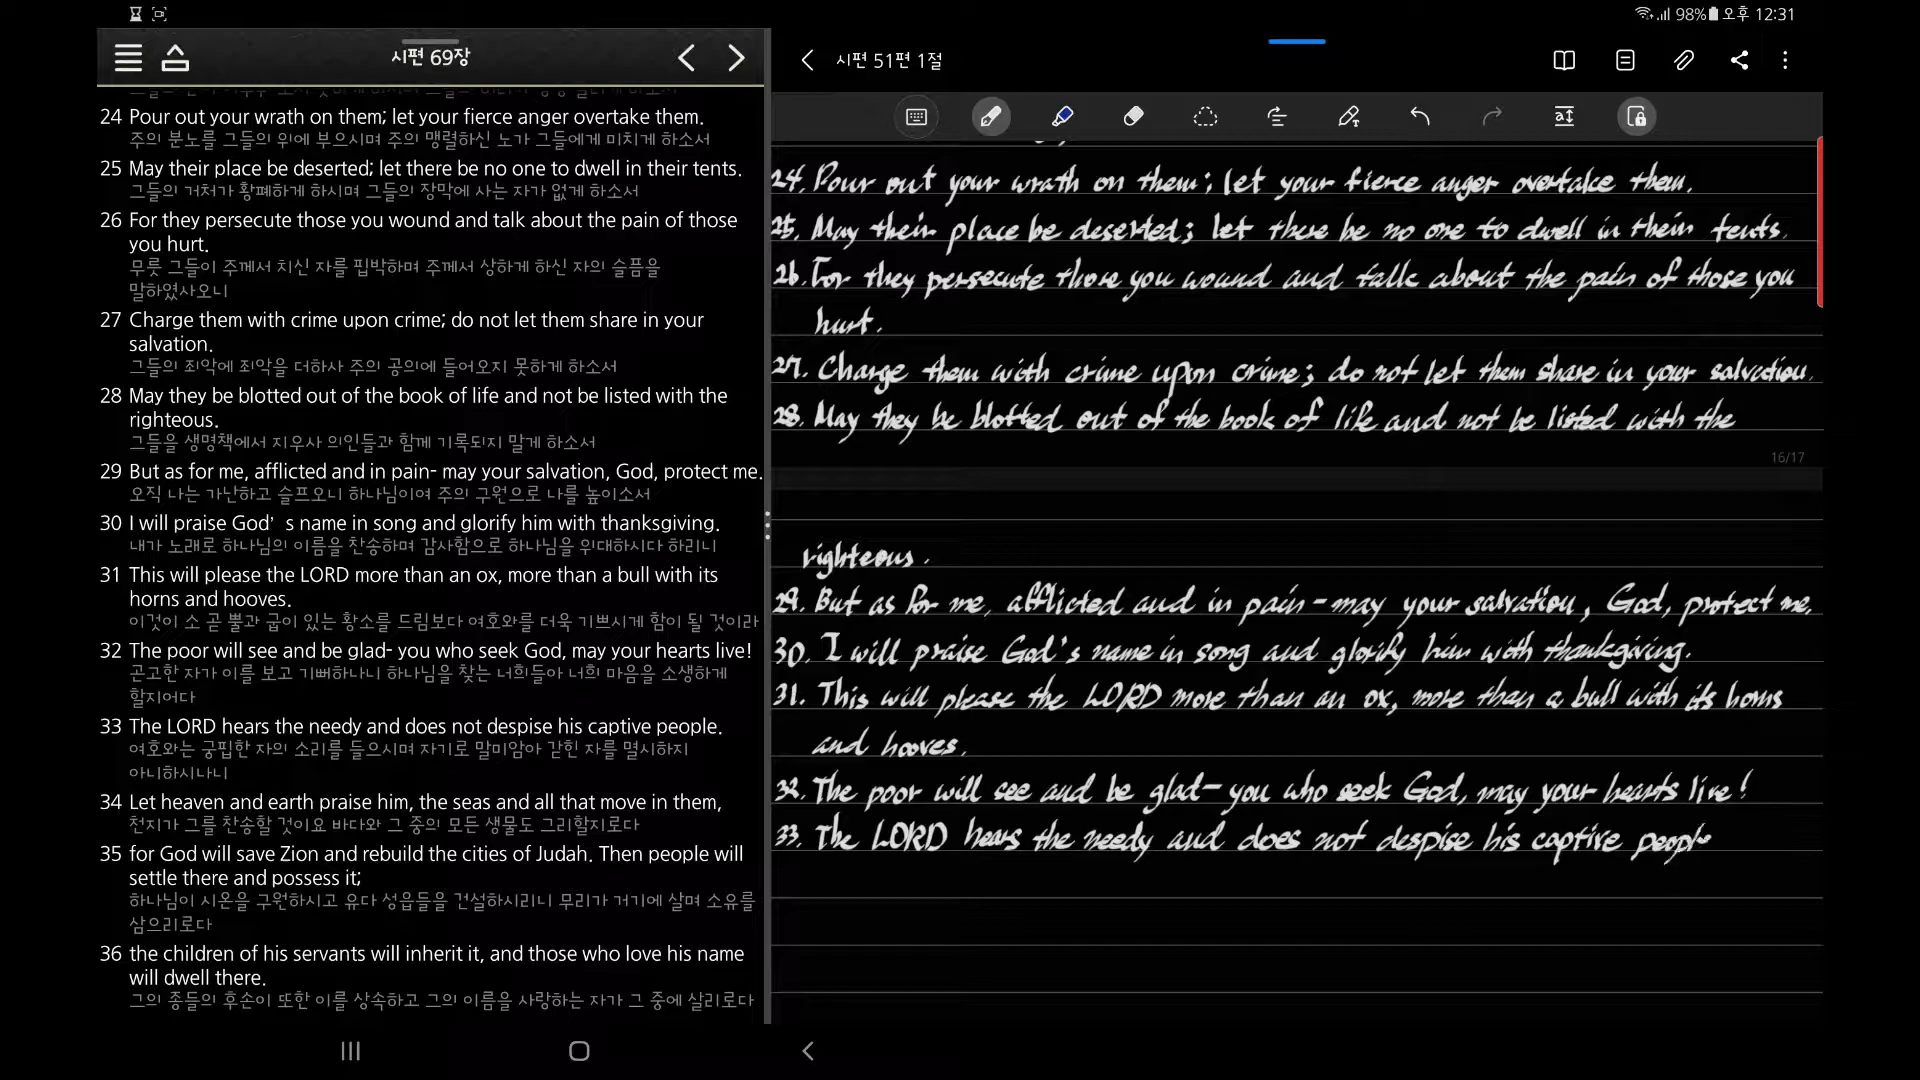 98% 오후 12:31
시편 69장
24 Pour out your wrath on them; let your fierce anger overtake them.
주의 분노를 그들의 위에 부으시며 주의 맹렬하신 노가 그들에게 미치게 하소서
25 May their place be deserted; let there be no one to dwell in their tents.
그들의 거처가 황폐하게 하시며 그들의 장막에 사는 자가 없게 하소서
26 For they persecute those you wound and talk about the pain of those
you hurt.
무릇 그들이 주께서 치신 자를 핍박하며 주께서 상하게 하신 자의 슬픔을
말하였사오니
27 Charge them with crime upon crime; do not let them share in your
salvation.
그들의 죄악에 죄악을 더하사 주의 공의에 들어오지 못하게 하소서
28 May they be blotted out of the book of life and not be listed with the
righteous.
그들을 생명책에서 지우사 의인들과 함께 기록되지 말게 하소서
29 But as for me, afflicted and in pain- may your salvation, God, protect me.
오직 나는 가난하고 슬프오니 하나님이여 주의 구원으로 나를 높이소서
30 I will praise God’s name in song and glorify him with thanksgiving.
내가 노래로 하나님의 이름을 찬송하며 감사함으로 하나님을 위대하시다 하리니
31 This will please the LORD more than an ox, more than a bull with its
horns and hooves.
이것이 소 곧 뿔과 굽이 있는 황소를 드림보다 여호와를 더욱 기쁘시게 함이 될 것이라
32 The poor will see and be glad- you who seek God, may your hearts live!
곤고한 자가 이를 보고 기뻐하나니 하나님을 찾는 너희들아 너희 마음을 소생하게
할지어다
33 The LORD hears the needy and does not despise his captive people.
여호와는 궁핍한 자의 소리를 들으시며 자기로 말미암아 갇힌 자를 멸시하지
아니하시나니
34 Let heaven and earth praise him, the seas and all that move in them,
천지가 그를 찬송할 것이요 바다와 그 중의 모든 생물도 그리할지로다
35 for God will save Zion and rebuild the cities of Judah. Then people will
settle there and possess it;
하나님이 시온을 구원하시고 유다 성읍들을 건설하시리니 무리가 거기에 살며 소유를
삼으리로다
36 the children of his servants will inherit it, and those who love his name
will dwell there.
그의 종들의 후손이 또한 이를 상속하고 그의 이름을 사랑하는 자가 그 중에 살리로다
시편 51편 1절
24. Pour out your wrath on them; let your fierce anger overtake them.
25. May their place be deserted; let there be no one to dwell in their tents.
26. For they persecute those you wound and talk about the pain of those you
hurt.
27. Charge them with crime upon crime; do not let them share in your salvation.
28. May they be blotted out of the book of life and not be listed with the
16/17
righteous.
29. But as for me, afflicted and in pain-may your salvation, God, protect me.
30. I will praise God's name in song and glorify him with thanksgiving.
31. This will please the LORD more than an ox, more than a bull with its horns
and hooves.
32. The poor will see and be glad-you who seek God, may your hearts live!
33. The LORD hears the needy and does not despise his captive people